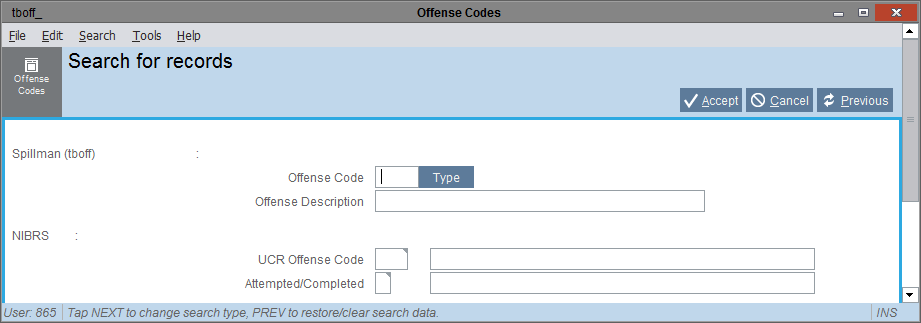 tboff_ Offense Codes
File Edit Search Tools Help
Offense Codes
Search for records
Accept Cancel Previous
Spillman (tboff) :
Offense Code Type
Offense Description
NIBRS :
UCR Offense Code
Attempted/Completed
User: 865 Tap NEXT to change search type, PREV to restore/clear search data. INS